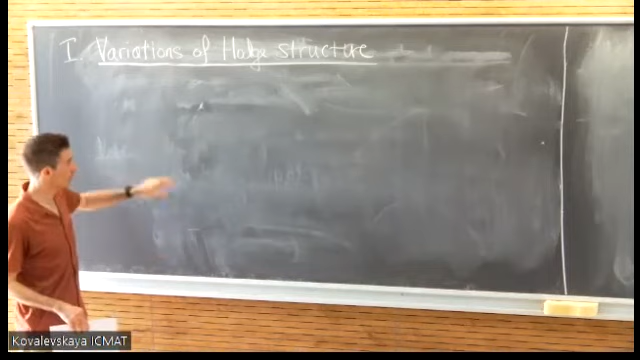 I. Variations of Hodge structure
Kovalevskaya ICMAT